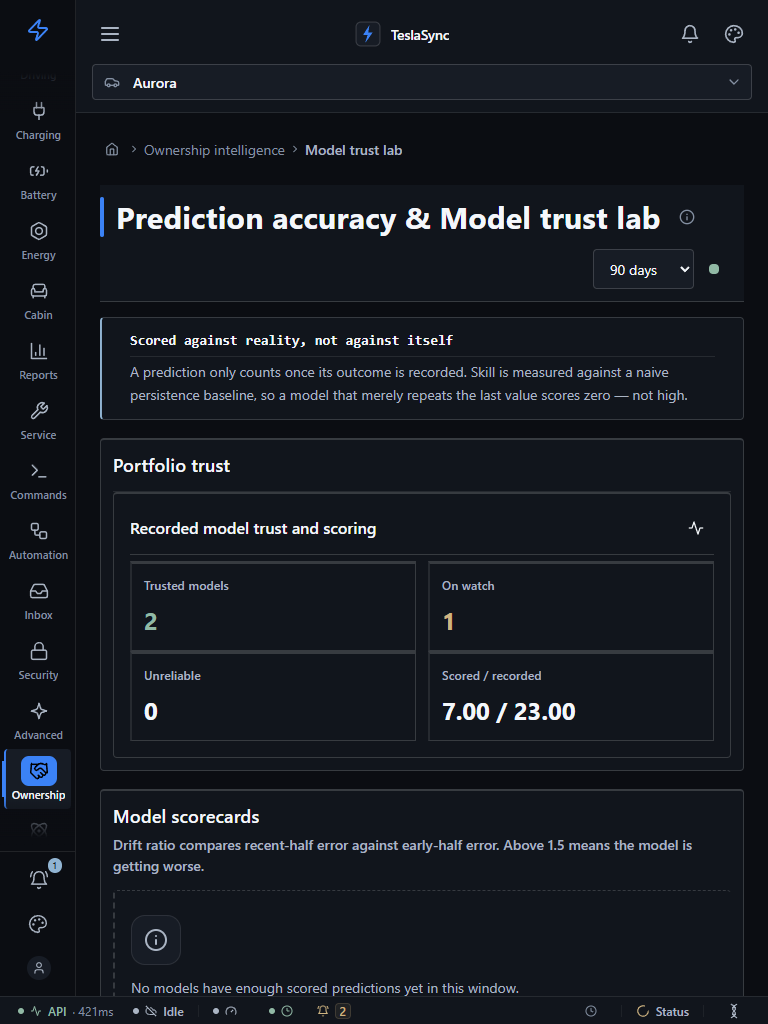 TeslaSync
Aurora
Driving
Charging
Battery
Energy
Cabin
Reports
Service
Commands
Automation
Inbox
Security
Advanced
Ownership
1
Ownership intelligence > Model trust lab
Prediction accuracy & Model trust lab
90 days
Scored against reality, not against itself
A prediction only counts once its outcome is recorded. Skill is measured against a naive
persistence baseline, so a model that merely repeats the last value scores zero — not high.
Portfolio trust
Recorded model trust and scoring
Trusted models
2
On watch
1
Unreliable
0
Scored / recorded
7.00 / 23.00
Model scorecards
Drift ratio compares recent-half error against early-half error. Above 1.5 means the model is
getting worse.
No models have enough scored predictions yet in this window.
API · 421ms
Idle
2
Status